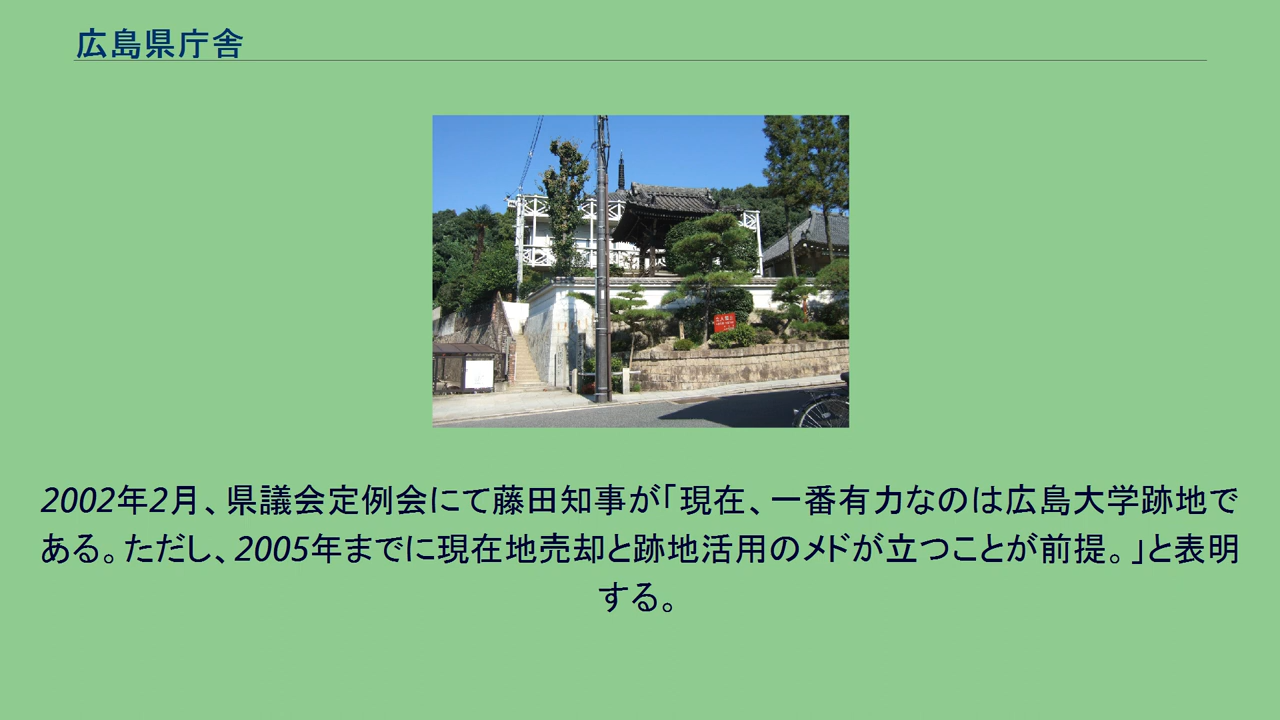 広島県庁舎
2002年2月、県議会定例会にて藤田知事が「現在、一番有力なのは広島大学跡地で
ある。ただし、2005年までに現在地売却と跡地活用のメドが立つことが前提。」と表明
する。